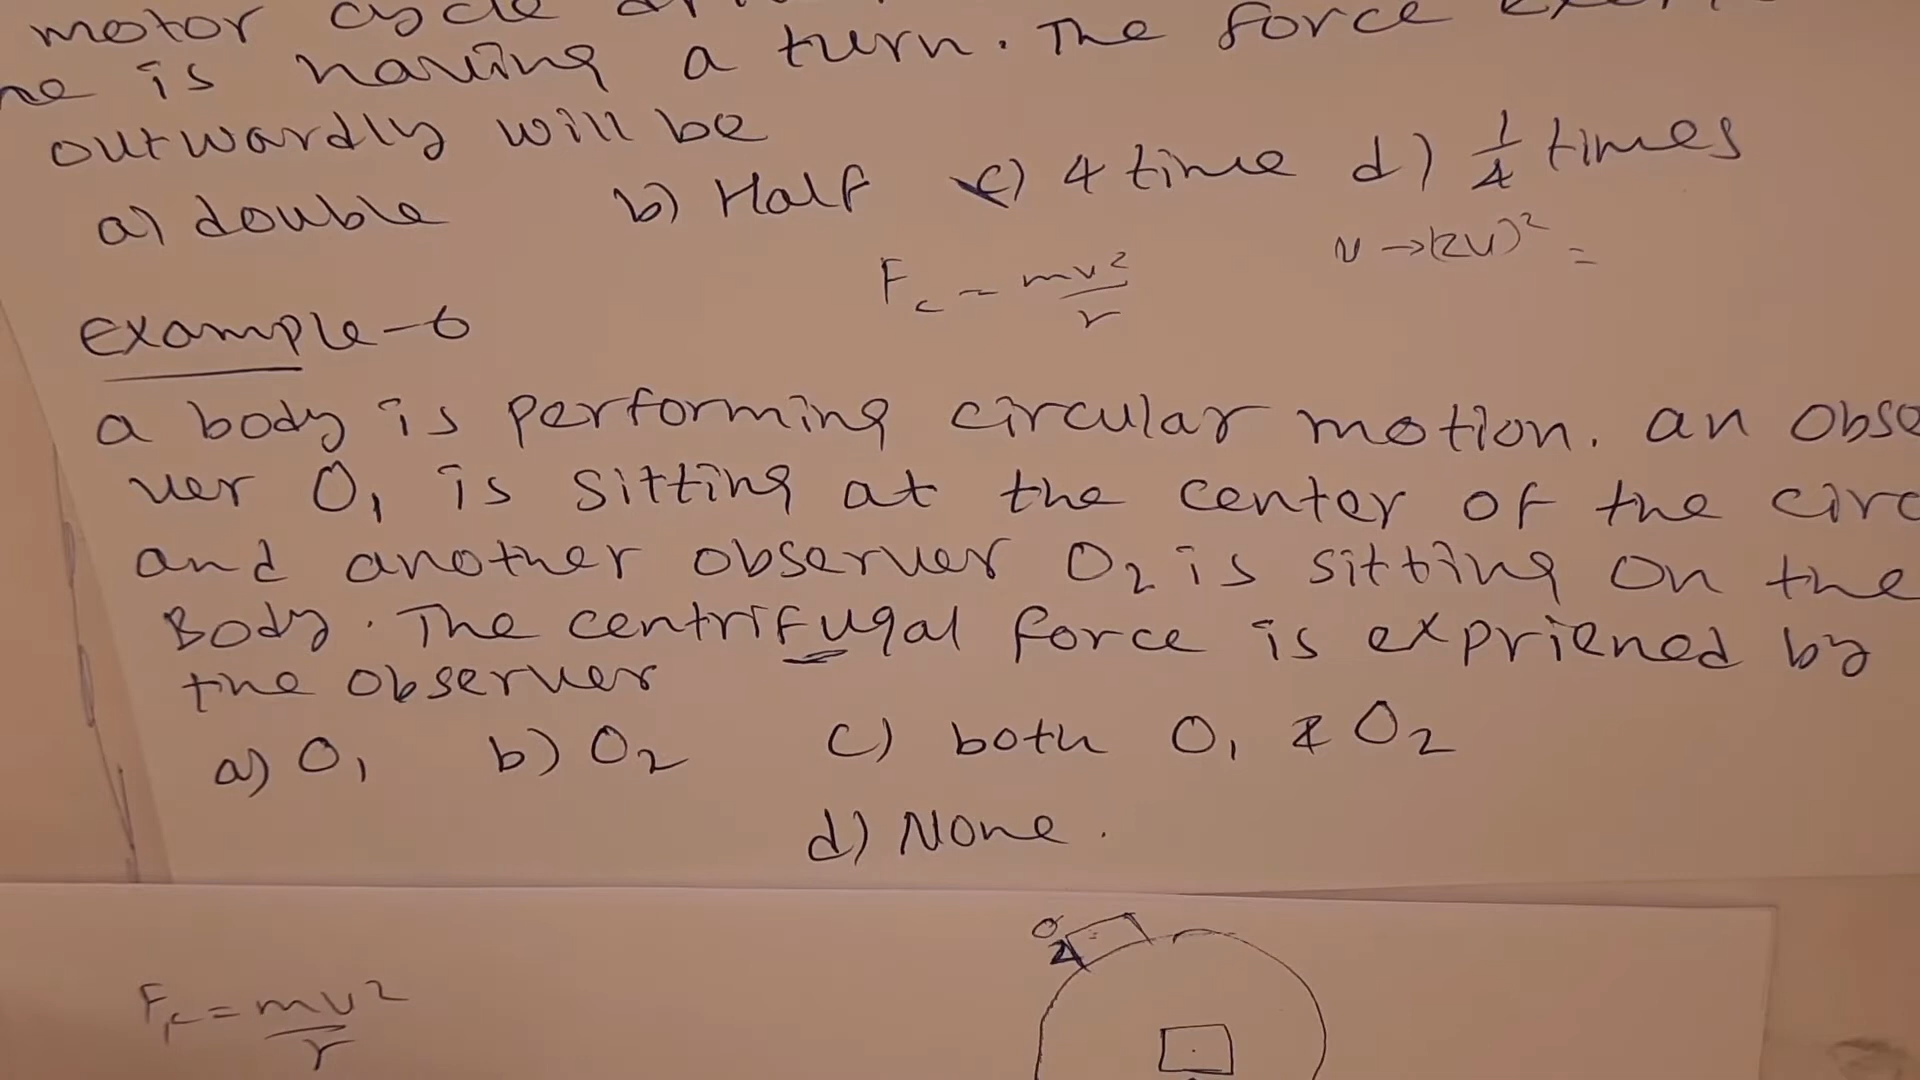 motor cycle
is having a turn. The force
outwardly will be
a) double b) Half c) 4 time d) 1/4 times
F_c = mv²/r v → (2v)² =
example-6
a body is performing circular motion. an obse
ver O₁ is sitting at the center of the circ
and another observer O₂ is sitting on the
Body. The centrifugal force is expriened by
the observer
a) O₁ b) O₂ c) both O₁ & O₂
d) None.
F_c = mv²/r